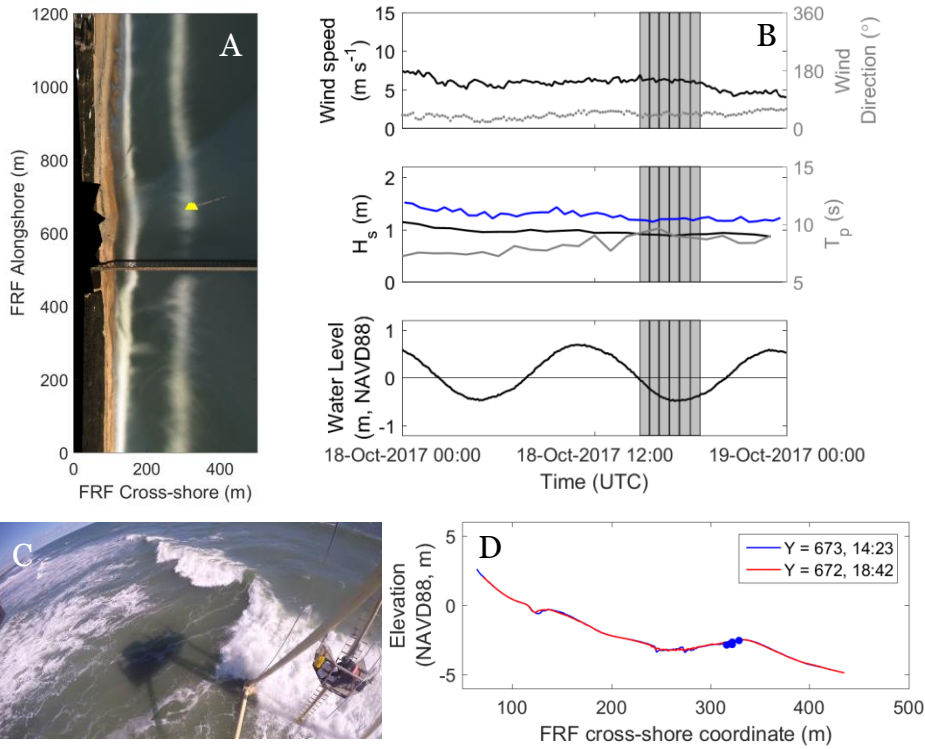 A
1200
1000
800
600
400
200
0
FRF Alongshore (m)
0 200 400
FRF Cross-shore (m)
B
15
10
5
0
Wind speed
(m s-1)
360
180
0
Wind
Direction (°)
2
1
0
Hs (m)
15
10
5
Tp (s)
1
0
-1
Water Level
(m, NAVD88)
18-Oct-2017 00:00 18-Oct-2017 12:00 19-Oct-2017 00:00
Time (UTC)
C
D
Y = 673, 14:23
Y = 672, 18:42
5
0
-5
Elevation
(NAVD88, m)
100 200 300 400 500
FRF cross-shore coordinate (m)